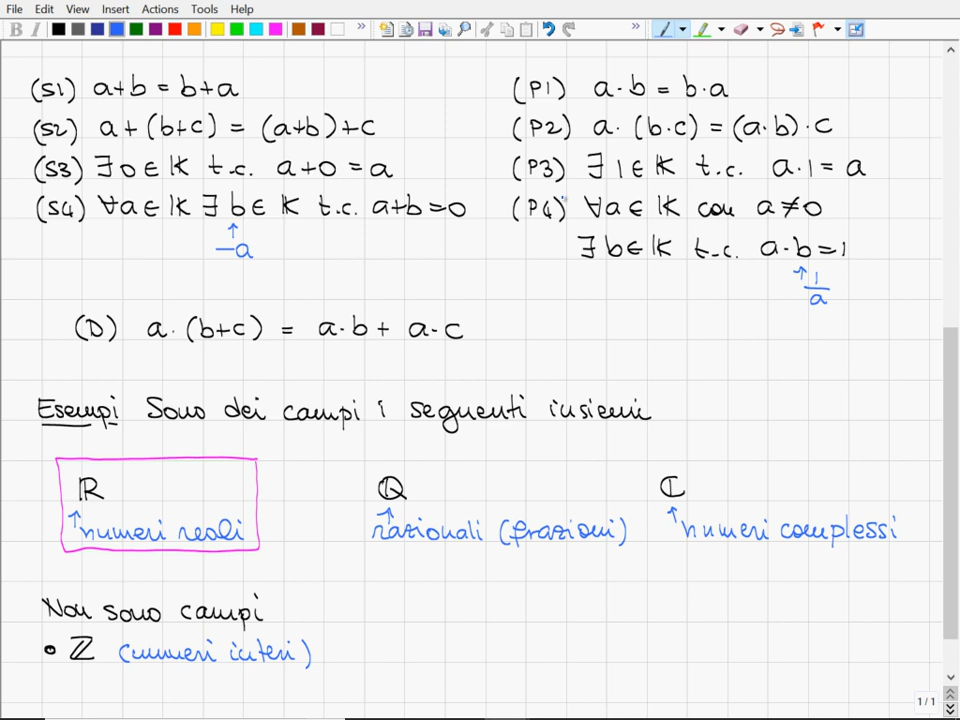 File Edit View Insert Actions Tools Help
B I
(S1) a+b = b+a (P1) a·b = b·a
(S2) a+(b+c) = (a+b)+c (P2) a·(b·c) = (a·b)·c
(S3) ∃ 0 ∈ 𝕂 t.c. a+0 = a (P3) ∃ 1 ∈ 𝕂 t.c. a·1 = a
(S4) ∀a ∈ 𝕂 ∃ b ∈ 𝕂 t.c. a+b=0 (P4) ∀a ∈ 𝕂 con a≠0
↑ ∃ b ∈ 𝕂 t.c. a·b=1
-a ↑ 1/a
(D) a·(b+c) = a·b + a·c
Esempi Sono dei campi i seguenti insiemi
ℝ ℚ ℂ
↑ numeri reali ↑ razionali (frazioni) ↑ numeri complessi
Non sono campi
• ℤ (numeri interi)
1/1